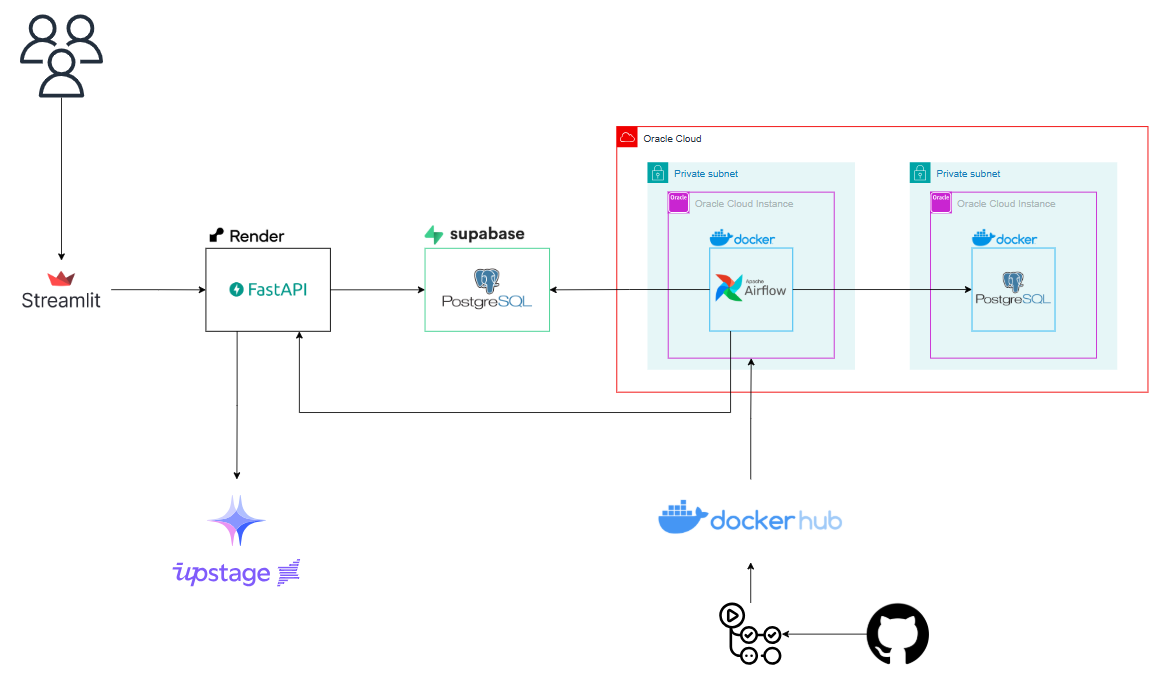 Oracle Cloud
Private subnet
Private subnet
Oracle
Oracle Cloud Instance
Oracle
Oracle Cloud Instance
Render
supabase
docker
docker
Streamlit
FastAPI
PostgreSQL
Apache
Airflow
PostgreSQL
docker hub
upstage